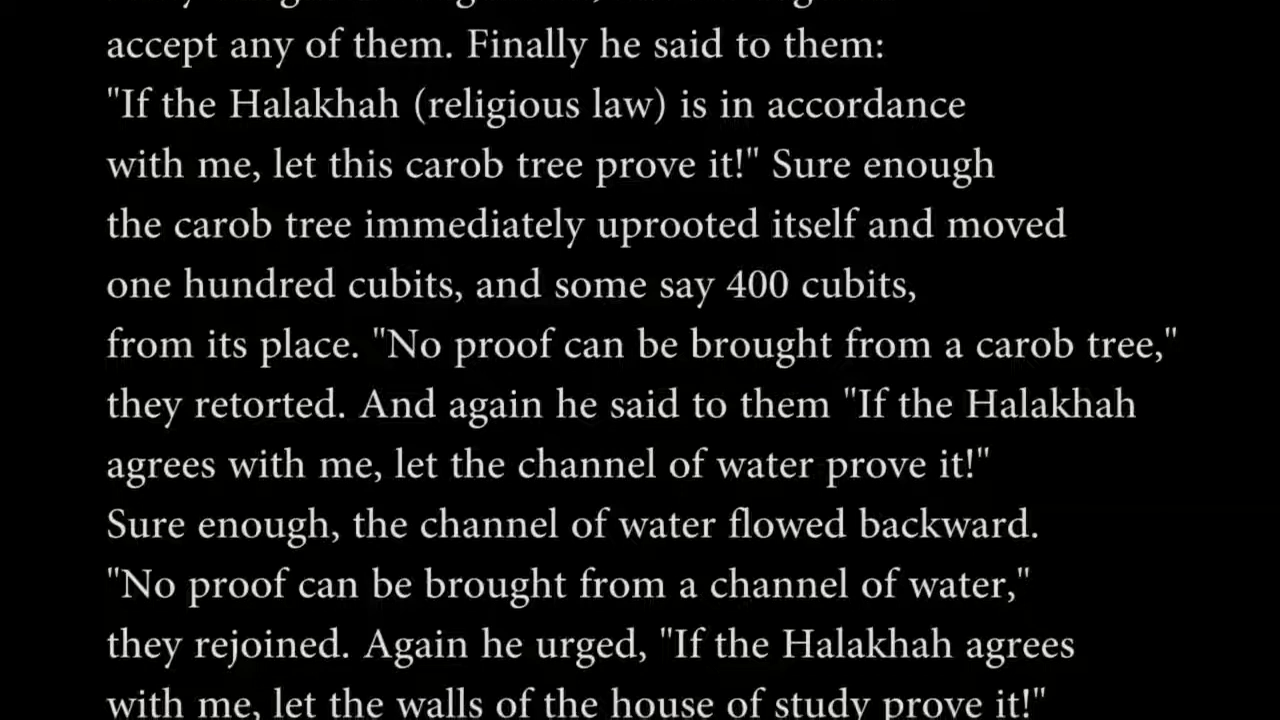 accept any of them. Finally he said to them:
"If the Halakhah (religious law) is in accordance
with me, let this carob tree prove it!" Sure enough
the carob tree immediately uprooted itself and moved
one hundred cubits, and some say 400 cubits,
from its place. "No proof can be brought from a carob tree,"
they retorted. And again he said to them "If the Halakhah
agrees with me, let the channel of water prove it!"
Sure enough, the channel of water flowed backward.
"No proof can be brought from a channel of water,"
they rejoined. Again he urged, "If the Halakhah agrees
with me, let the walls of the house of study prove it!"